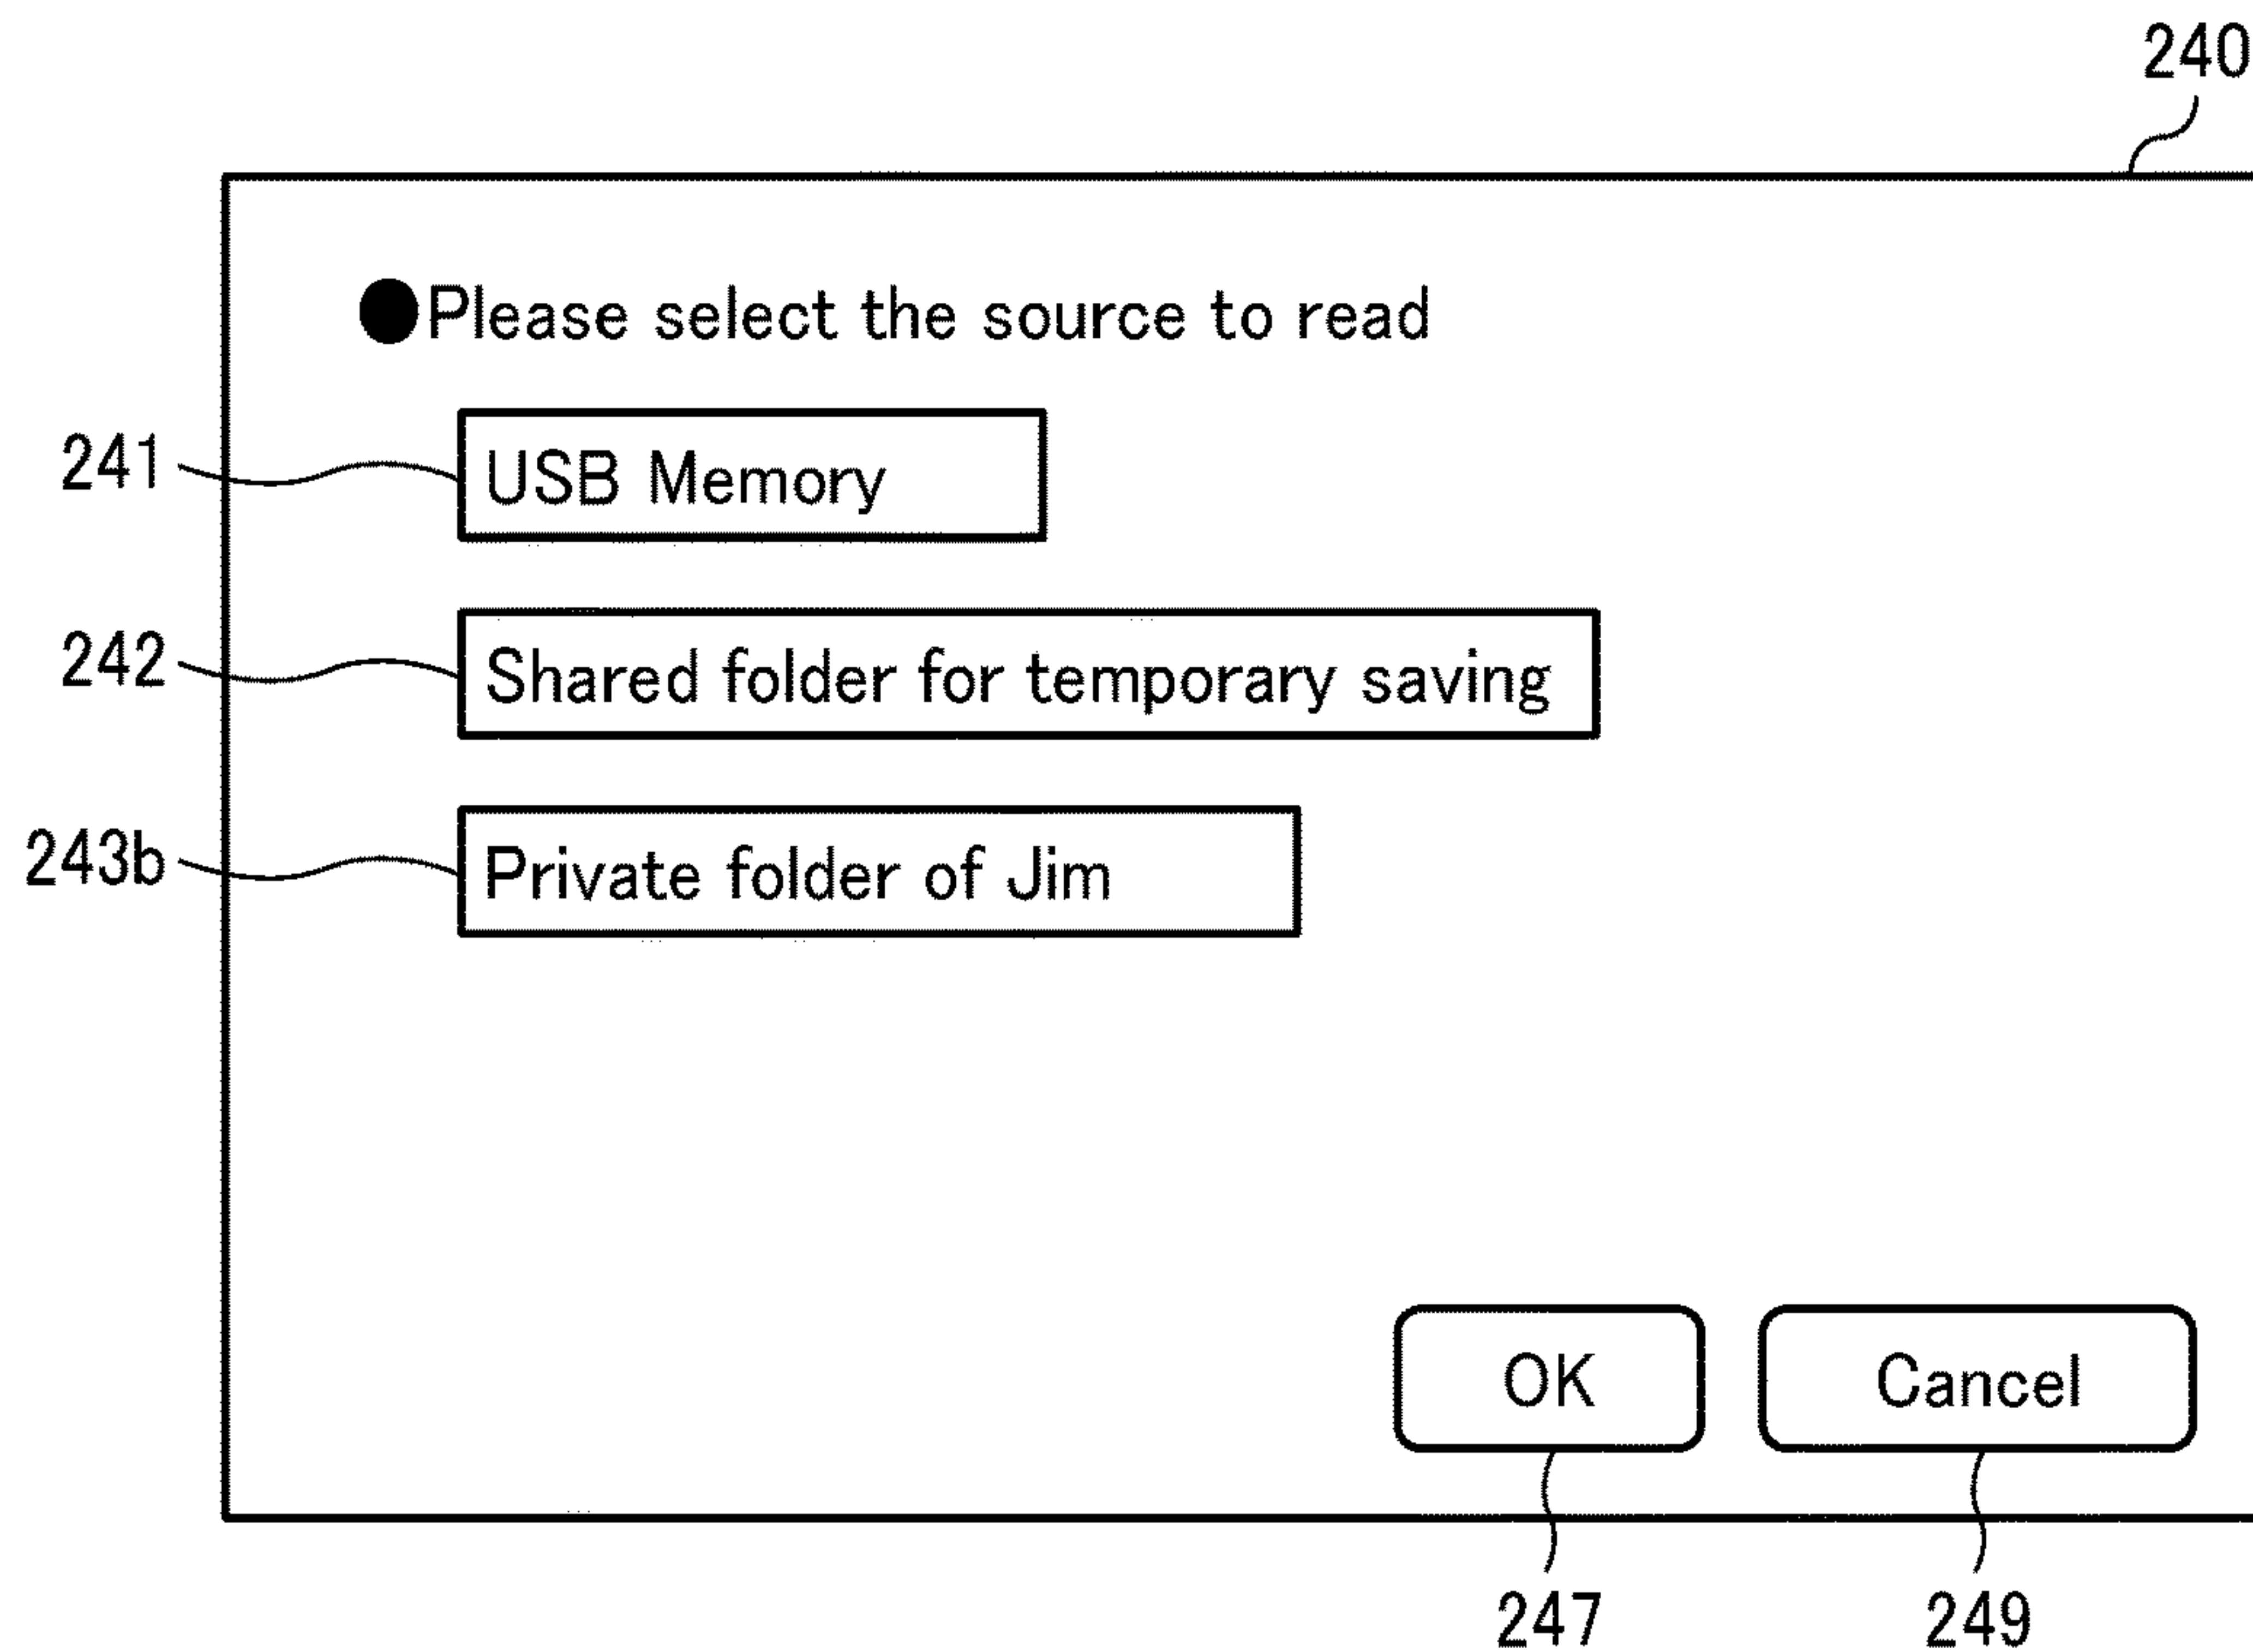 240
●Please select the source to read
241 USB Memory
242 Shared folder for temporary saving
243b Private folder of Jim
OK Cancel
247 249